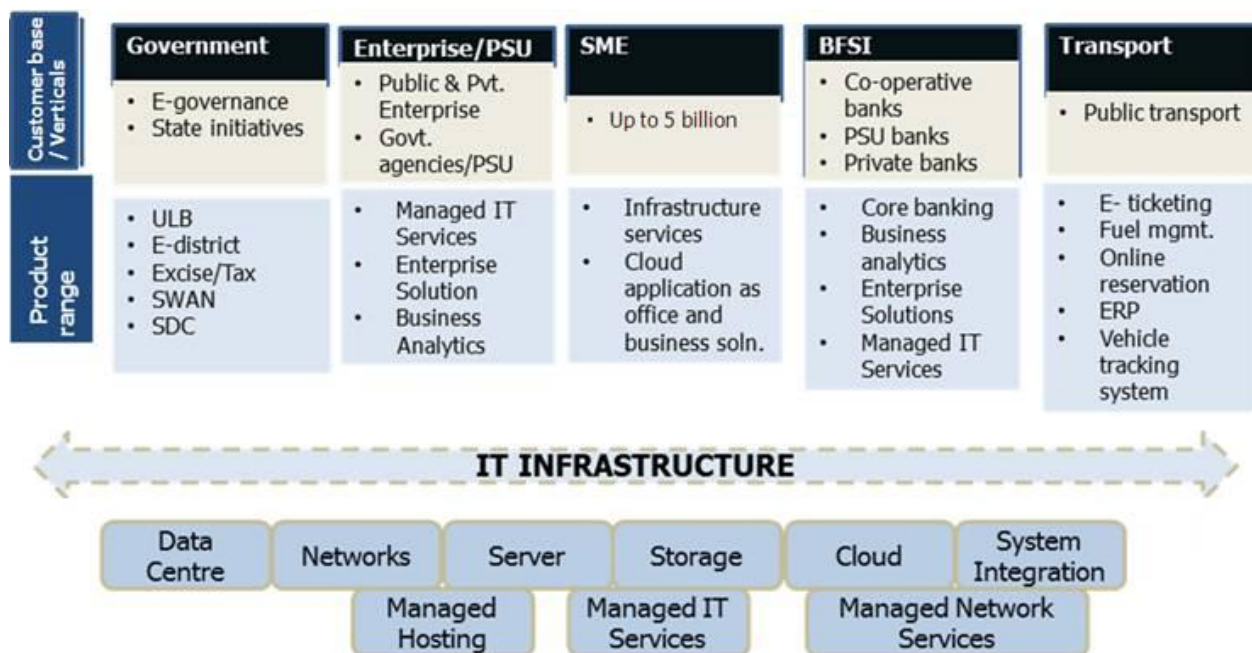 Customer base
/ Verticals
Government
• E-governance
• State initiatives
Enterprise/PSU
• Public & Pvt.
Enterprise
• Govt.
agencies/PSU
SME
• Up to 5 billion
BFSI
• Co-operative
banks
• PSU banks
• Private banks
Transport
• Public transport
Product
range
• ULB
• E-district
• Excise/Tax
• SWAN
• SDC
• Managed IT
Services
• Enterprise
Solution
• Business
Analytics
• Infrastructure
services
• Cloud
application as
office and
business soln.
• Core banking
• Business
analytics
• Enterprise
Solutions
• Managed IT
Services
• E- ticketing
• Fuel mgmt.
• Online
reservation
• ERP
• Vehicle
tracking
system
IT INFRASTRUCTURE
Data
Centre
Networks
Server
Storage
Cloud
System
Integration
Managed
Hosting
Managed IT
Services
Managed Network
Services